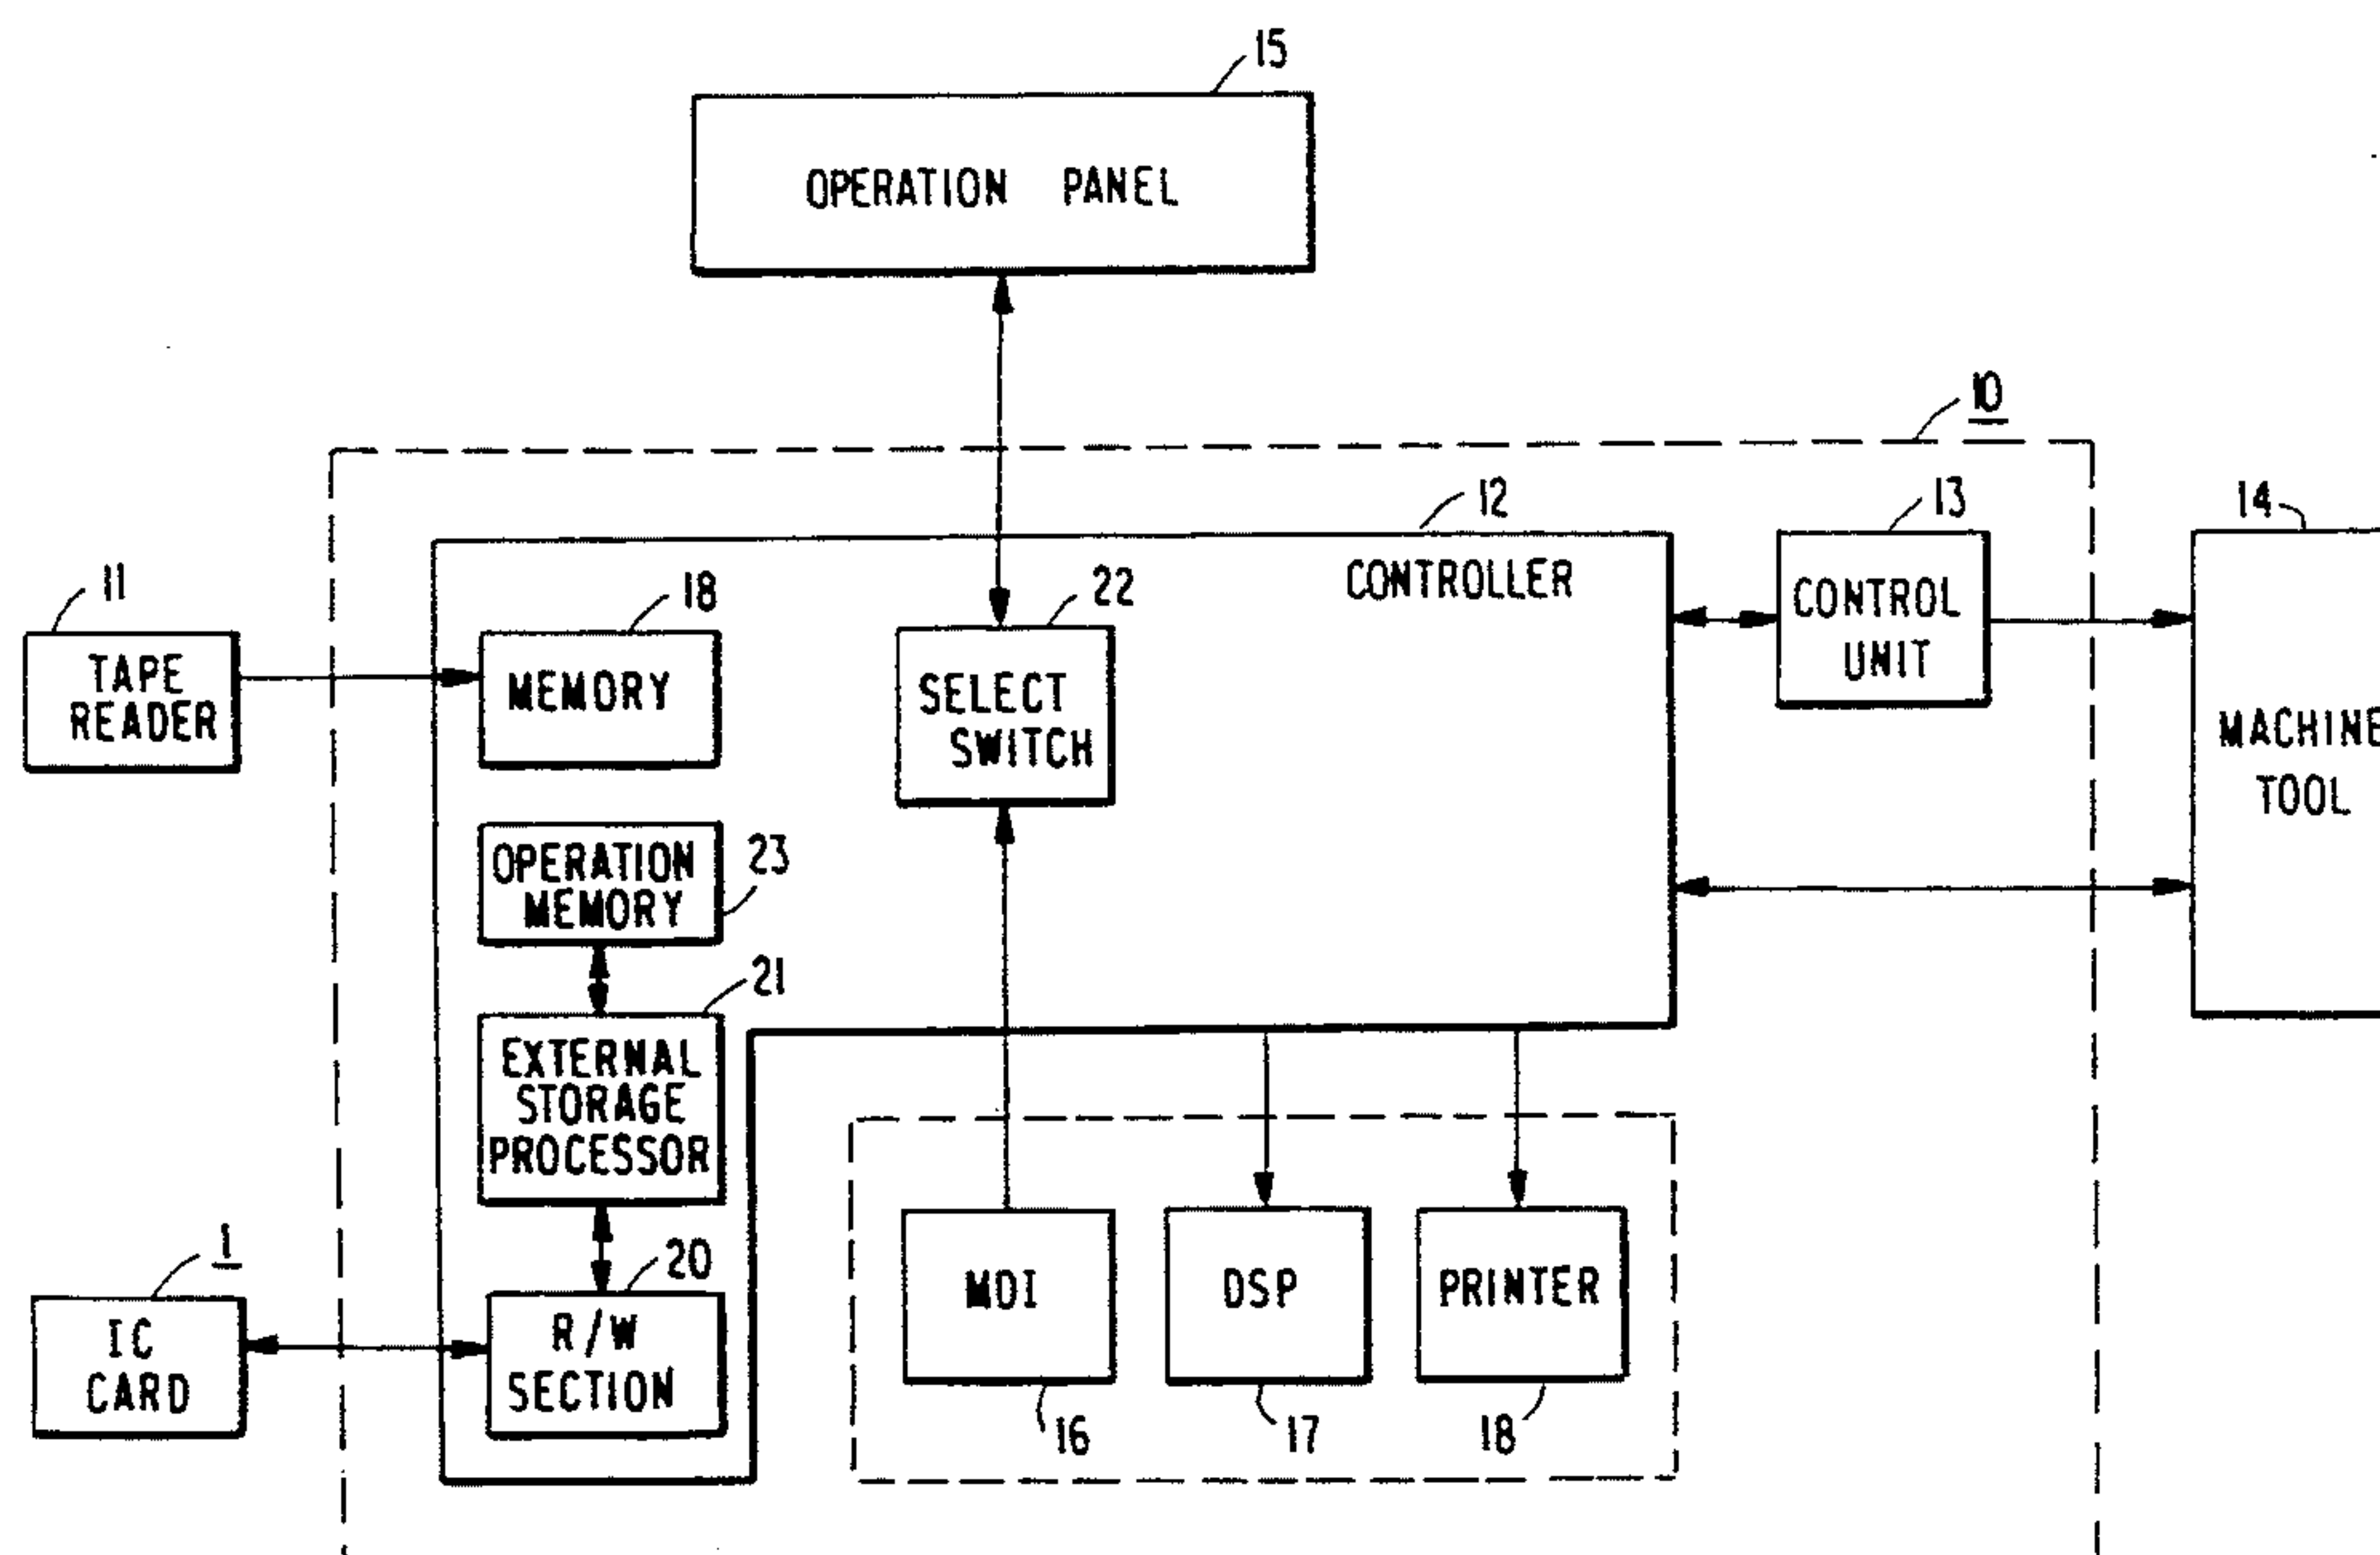 15
OPERATION PANEL
10
12
13
14
CONTROLLER
11
18
22
CONTROL
UNIT
TAPE
READER
MEMORY
SELECT
SWITCH
MACHINE
TOOL
OPERATION
MEMORY
23
21
EXTERNAL
STORAGE
PROCESSOR
1
20
IC
CARD
R/W
SECTION
MDI
DSP
PRINTER
16
17
18